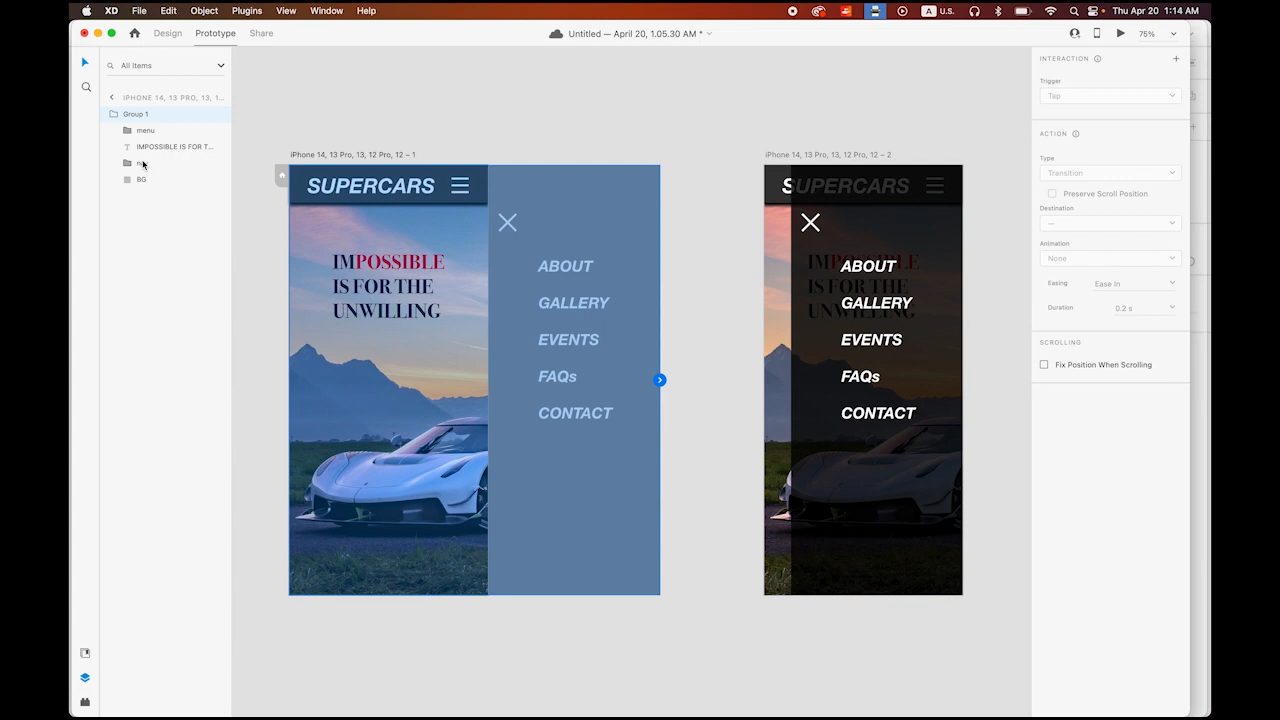 XD File Edit Object Plugins View Window Help
A U.S. Thu Apr 20 1:14 AM
Design Prototype Share
Untitled — April 20, 1.05.30 AM *
75%
All Items
IPHONE 14, 13 PRO, 13, 1...
Group 1
menu
IMPOSSIBLE IS FOR T...
BG
iPhone 14, 13 Pro, 13, 12 Pro, 12 – 1
SUPERCARS
IMPOSSIBLE
IS FOR THE
UNWILLING
ABOUT
GALLERY
EVENTS
FAQs
CONTACT
iPhone 14, 13 Pro, 13, 12 Pro, 12 – 2
SUPERCARS
IMPOSSIBLE
IS FOR THE
UNWILLING
ABOUT
GALLERY
EVENTS
FAQs
CONTACT
INTERACTION
Trigger
Tap
ACTION
Type
Transition
Preserve Scroll Position
Destination
—
Animation
None
Easing Ease In
Duration 0.2 s
SCROLLING
Fix Position When Scrolling